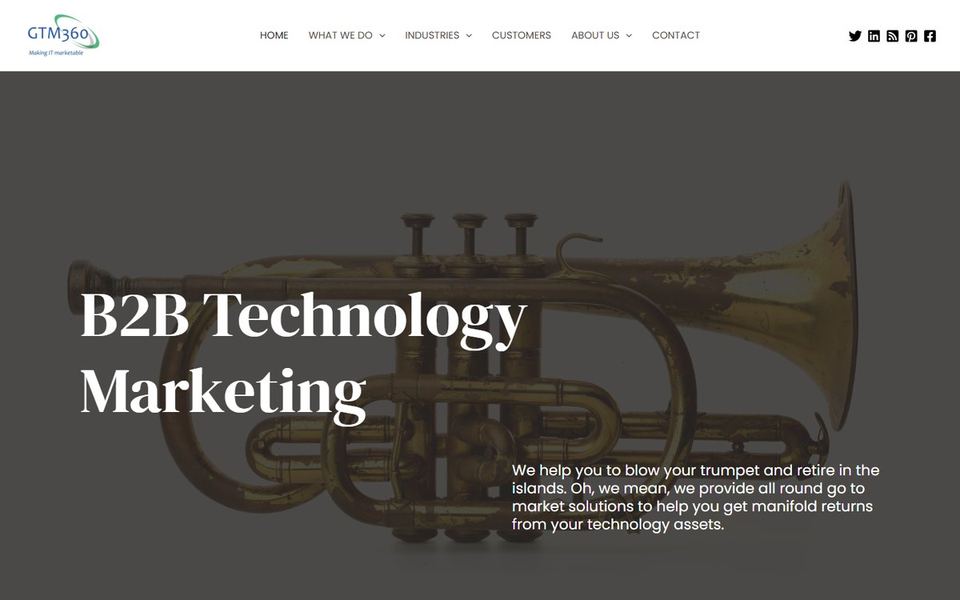 GTM360
Making IT marketable
HOME
WHAT WE DO
INDUSTRIES
CUSTOMERS
ABOUT US
CONTACT
B2B Technology
Marketing
We help you to blow your trumpet and retire in the
islands. Oh, we mean, we provide all round go to
market solutions to help you get manifold returns
from your technology assets.